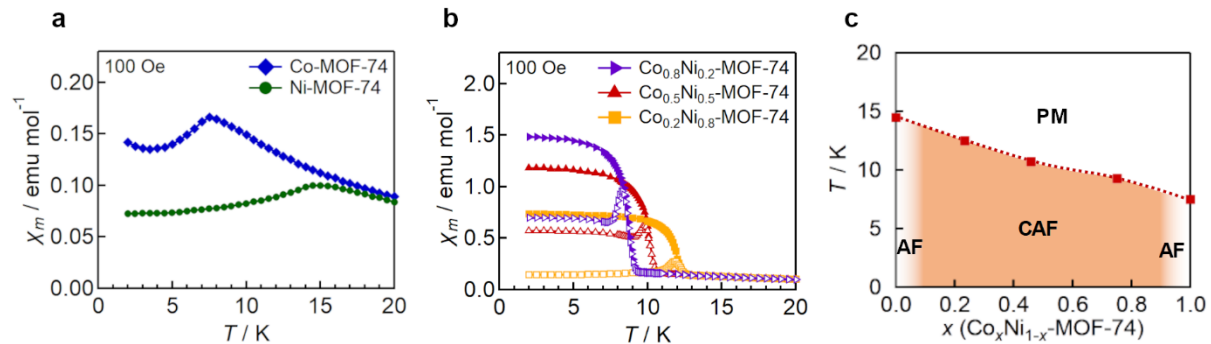 a
b
c
100 Oe
Co-MOF-74
Ni-MOF-74
0.20
0.15
0.10
0.05
0.00
χm / emu mol⁻¹
0
5
10
15
20
T / K
100 Oe
Co0.8Ni0.2-MOF-74
Co0.5Ni0.5-MOF-74
Co0.2Ni0.8-MOF-74
2.0
1.5
1.0
0.5
0.0
χm / emu mol⁻¹
0
5
10
15
20
T / K
20
15
10
5
0
T / K
PM
CAF
AF
AF
0.0
0.2
0.4
0.6
0.8
1.0
x (CoxNi1-x-MOF-74)